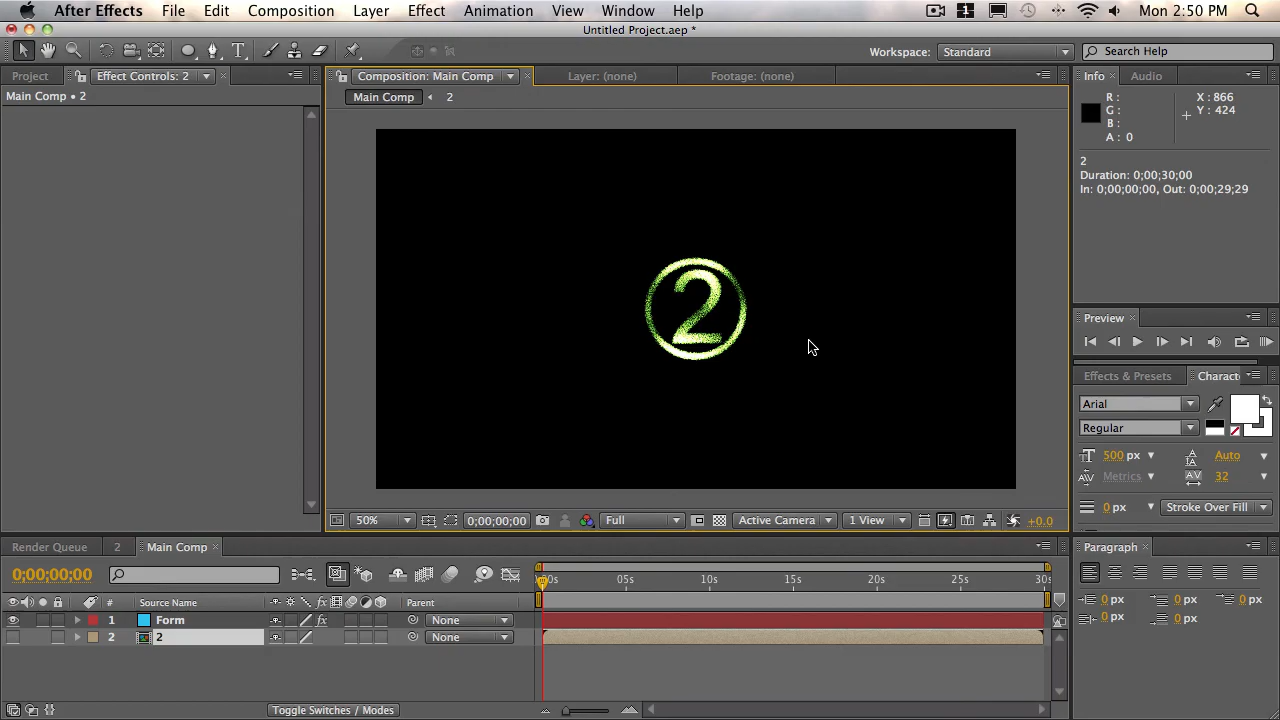 After Effects File Edit Composition Layer Effect Animation View Window Help 1 Mon 2:50 PM
Untitled Project.aep *
Workspace: Standard Search Help
Project Effect Controls: 2 Composition: Main Comp Layer: (none) Footage: (none) Info Audio
Main Comp • 2
Main Comp 2
R :
G :
B :
A : 0
X : 866
Y : 424
2
Duration: 0;00;30;00
In: 0;00;00;00, Out: 0;00;29;29
2
Preview
Effects & Presets Charact
Arial
Regular
500 px Auto
Metrics 32
0 px Stroke Over Fill
50% 0;00;00;00 Full Active Camera 1 View +0.0
Render Queue 2 Main Comp
0;00;00;00
:00s 05s 10s 15s 20s 25s 30s
# Source Name Parent
1 Form None
2 2 None
Toggle Switches / Modes
Paragraph
0 px 0 px 0 px
0 px 0 px